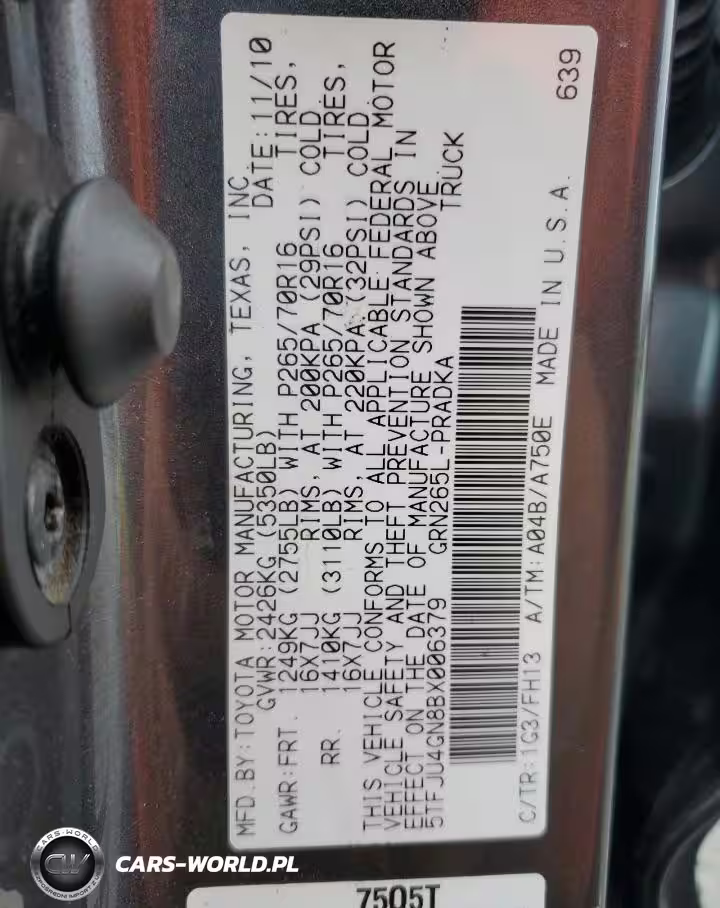 MFD.BY:TOYOTA MOTOR MANUFACTURING, TEXAS, INC.
DATE:11/10
GVWR:2426KG (5350LB)
GAWR:FRT. 1249KG (2755LB) WITH P265/70R16 TIRES,
16X7JJ RIMS, AT 200KPA (29PSI) COLD
RR. 1410KG (3110LB) WITH P265/70R16 TIRES,
16X7JJ RIMS, AT 220KPA (32PSI) COLD
THIS VEHICLE CONFORMS TO ALL APPLICABLE FEDERAL MOTOR
VEHICLE SAFETY AND THEFT PREVENTION STANDARDS IN
EFFECT ON THE DATE OF MANUFACTURE SHOWN ABOVE
5TFJU4GN8BX006379 GRN265L-PRADKA TRUCK
C/TR:1G3/FH13 A/TM:A04B/A750E MADE IN U.S.A.
639
7505T
CARS-WORLD
CW
CARS-WORLD.PL